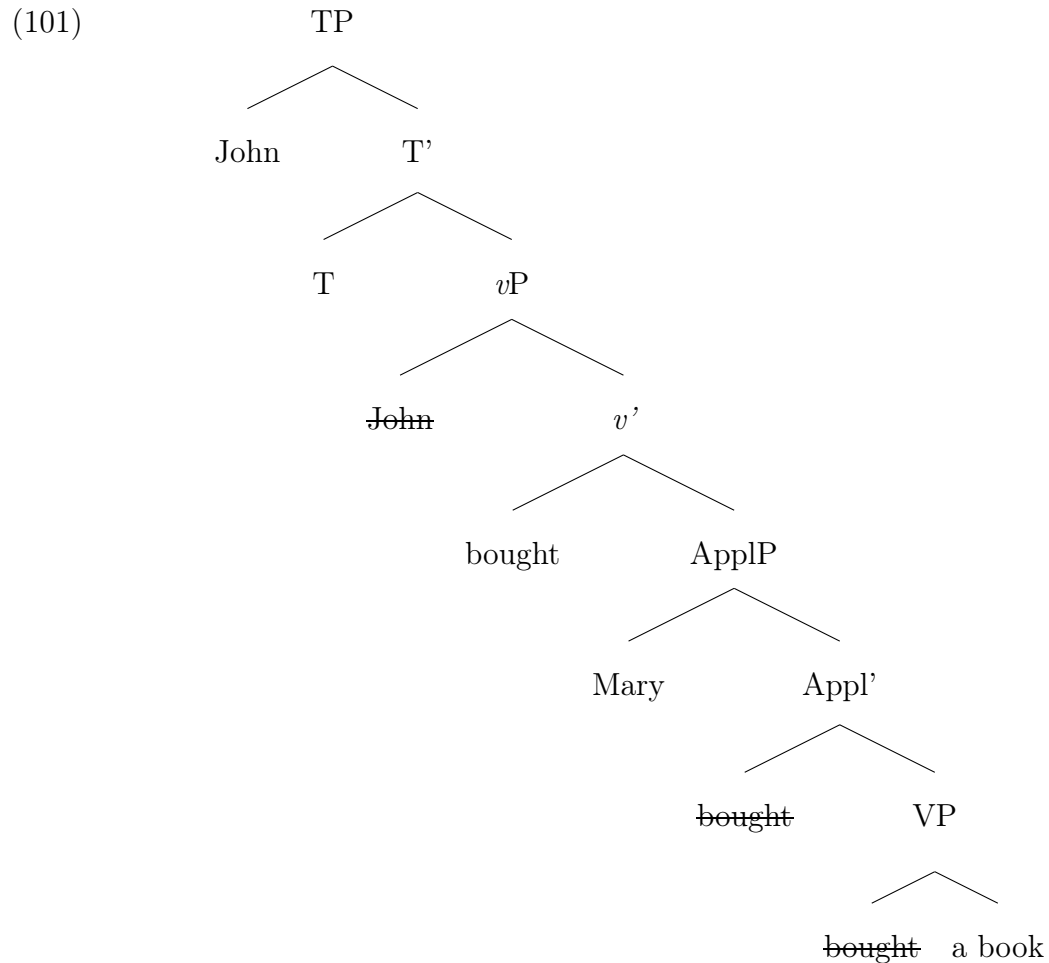 (101) TP
John T’
T vP
John v’
bought ApplP
Mary Appl’
bought VP
bought a book